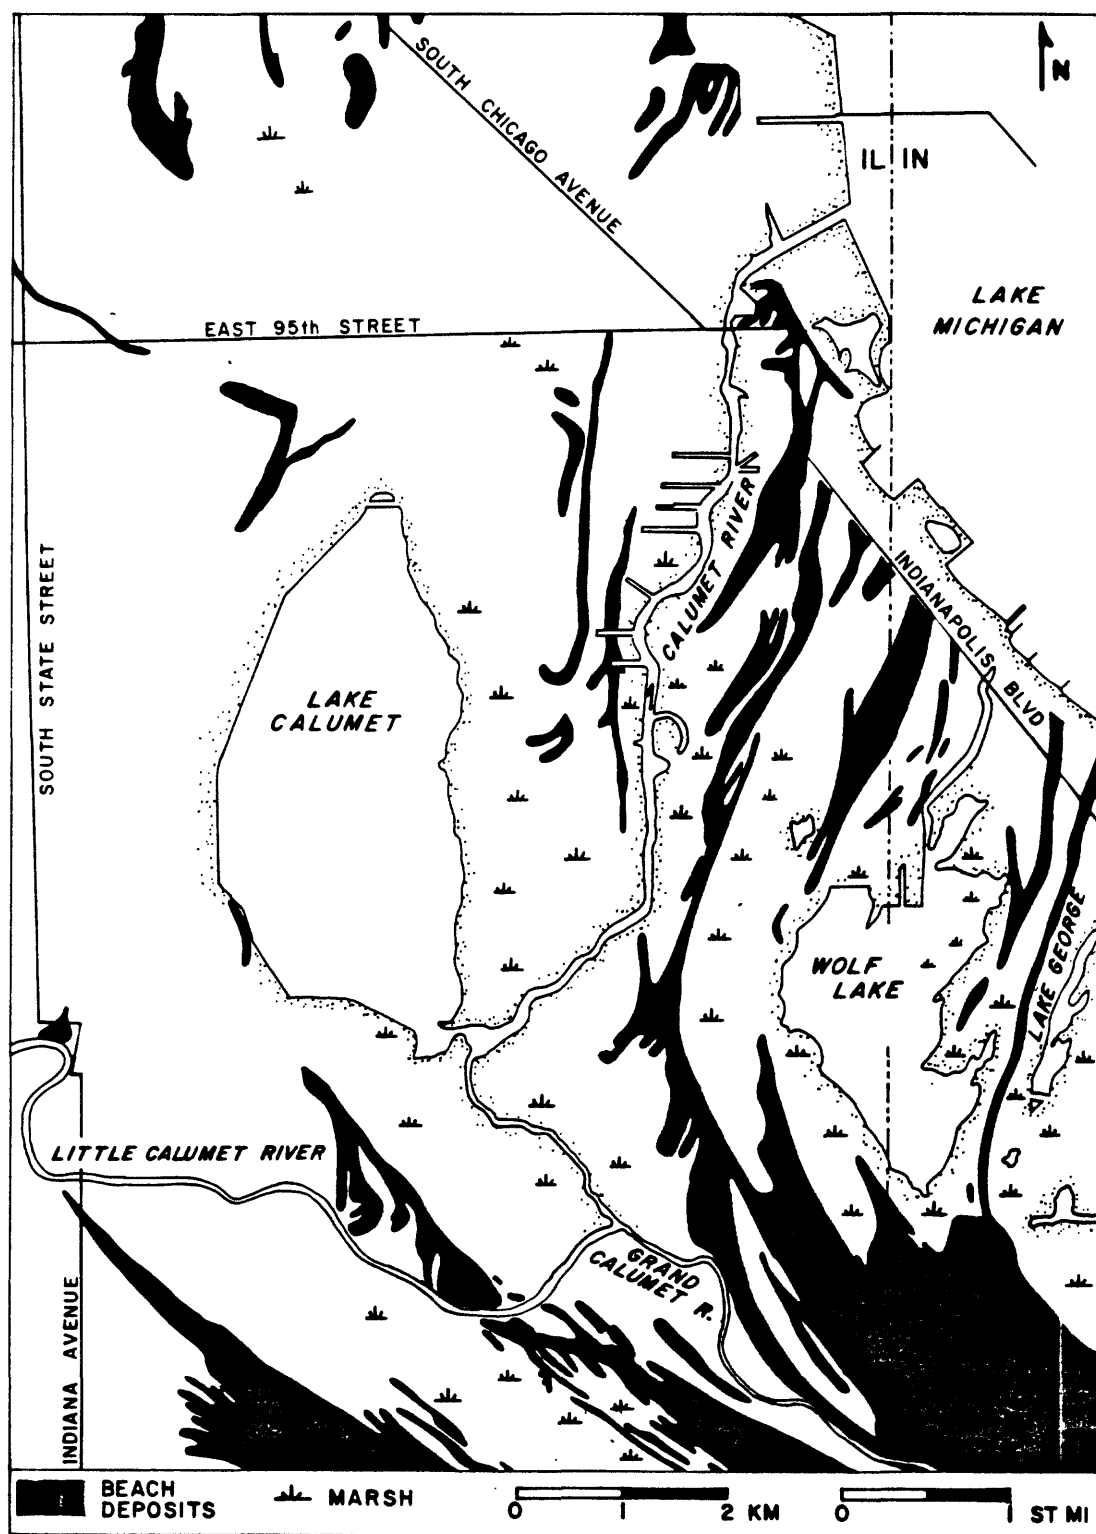 N
SOUTH CHICAGO AVENUE
IL IN
LAKE
MICHIGAN
EAST 95th STREET
CALUMET RIVER
INDIANAPOLIS BLVD
SOUTH STATE STREET
LAKE
CALUMET
WOLF
LAKE
LAKE GEORGE
LITTLE CALUMET RIVER
GRAND
CALUMET R.
INDIANA AVENUE
BEACH
DEPOSITS
MARSH
0 1 2 KM
0 1 ST MI